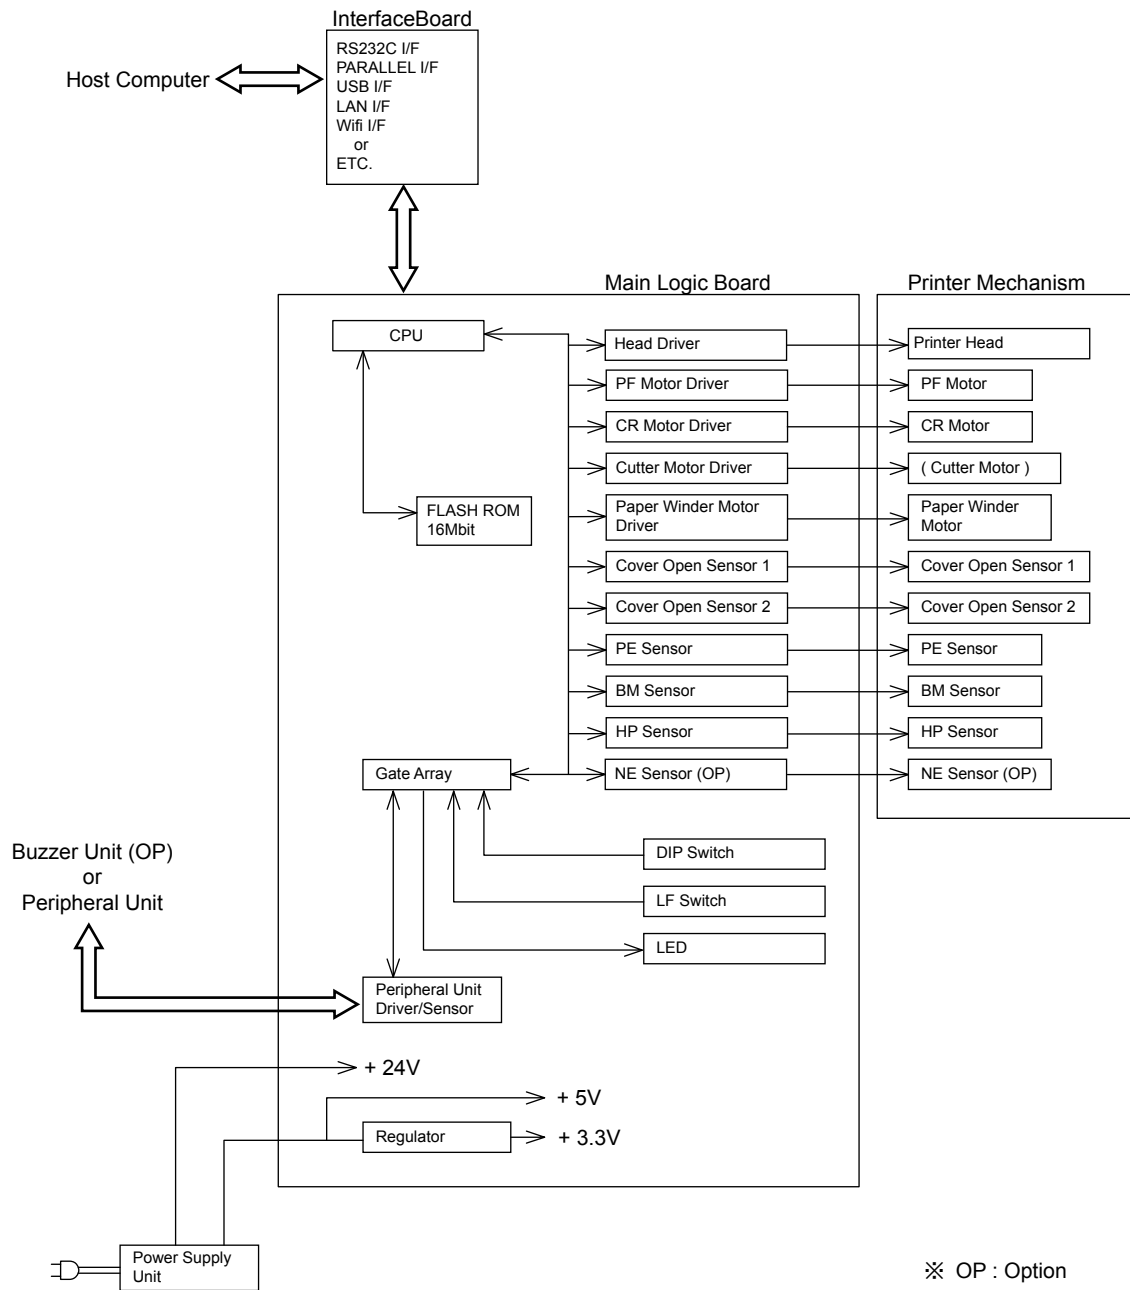 InterfaceBoard
RS232C I/F
PARALLEL I/F
USB I/F
LAN I/F
Wifi I/F
or
ETC.
Host Computer
Main Logic Board
Printer Mechanism
CPU
Head Driver
Printer Head
PF Motor Driver
PF Motor
CR Motor Driver
CR Motor
Cutter Motor Driver
( Cutter Motor )
FLASH ROM
16Mbit
Paper Winder Motor
Driver
Paper Winder
Motor
Cover Open Sensor 1
Cover Open Sensor 1
Cover Open Sensor 2
Cover Open Sensor 2
PE Sensor
PE Sensor
BM Sensor
BM Sensor
HP Sensor
HP Sensor
Gate Array
NE Sensor (OP)
NE Sensor (OP)
DIP Switch
LF Switch
LED
Buzzer Unit (OP)
or
Peripheral Unit
Peripheral Unit
Driver/Sensor
+ 24V
+ 5V
Regulator
+ 3.3V
Power Supply
Unit
※ OP : Option